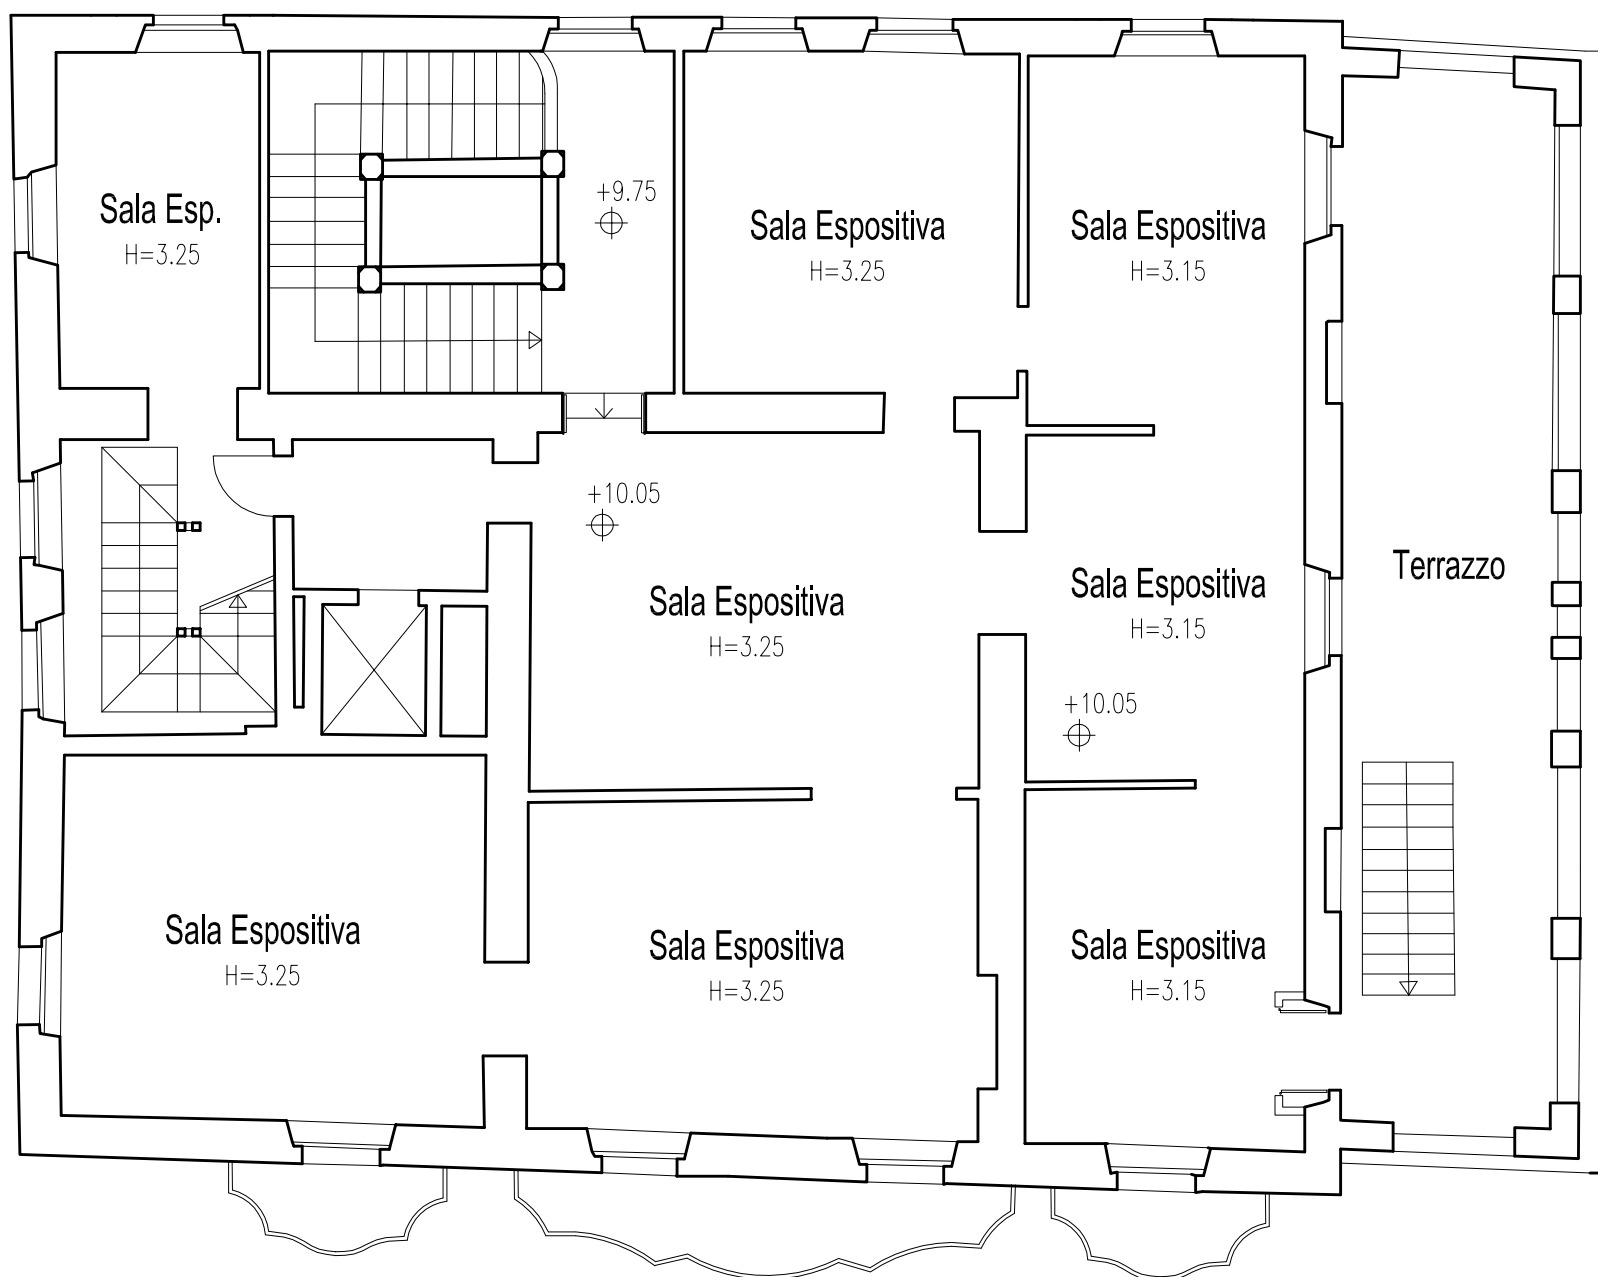 +9.75
Sala Esp.
H=3.25
Sala Espositiva
H=3.25
Sala Espositiva
H=3.15
+10.05
Sala Espositiva
H=3.25
Sala Espositiva
H=3.15
Terrazzo
+10.05
Sala Espositiva
H=3.25
Sala Espositiva
H=3.25
Sala Espositiva
H=3.15